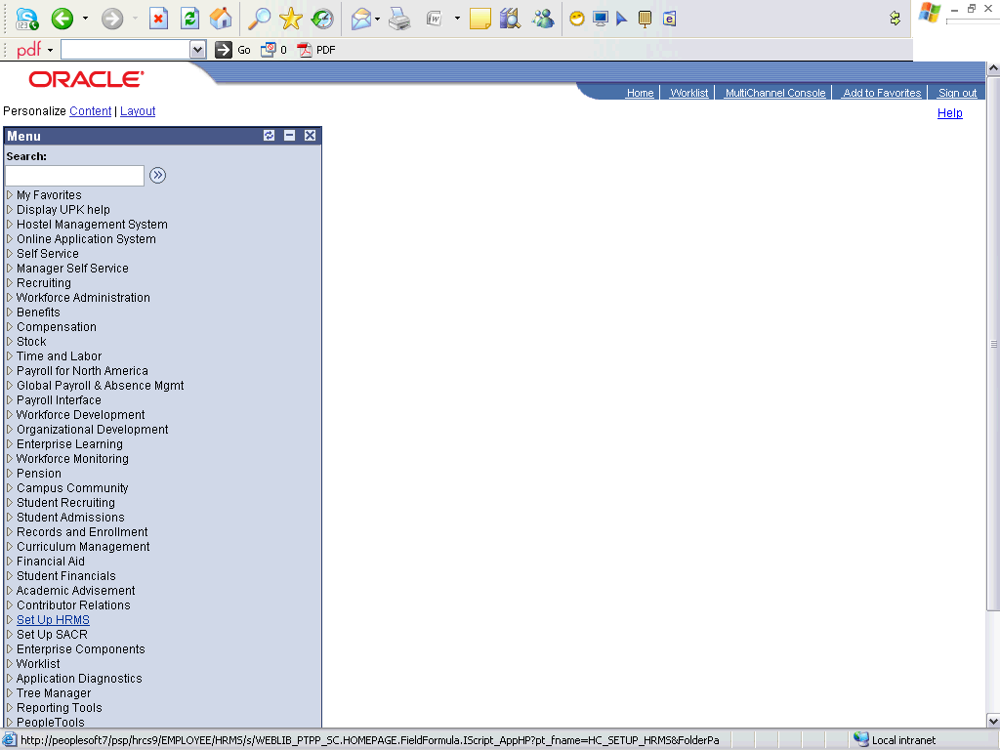 pdf
Go
0
PDF
ORACLE
Home
Worklist
MultiChannel Console
Add to Favorites
Sign out
Personalize Content | Layout
Help
Menu
Search:
My Favorites
Display UPK help
Hostel Management System
Online Application System
Self Service
Manager Self Service
Recruiting
Workforce Administration
Benefits
Compensation
Stock
Time and Labor
Payroll for North America
Global Payroll & Absence Mgmt
Payroll Interface
Workforce Development
Organizational Development
Enterprise Learning
Workforce Monitoring
Pension
Campus Community
Student Recruiting
Student Admissions
Records and Enrollment
Curriculum Management
Financial Aid
Student Financials
Academic Advisement
Contributor Relations
Set Up HRMS
Set Up SACR
Enterprise Components
Worklist
Application Diagnostics
Tree Manager
Reporting Tools
PeopleTools
http://peoplesoft7/psp/hrcs9/EMPLOYEE/HRMS/s/WEBLIB_PTPP_SC.HOMEPAGE.FieldFormula.IScript_AppHP?pt_fname=HC_SETUP_HRMS&FolderPa
Local intranet